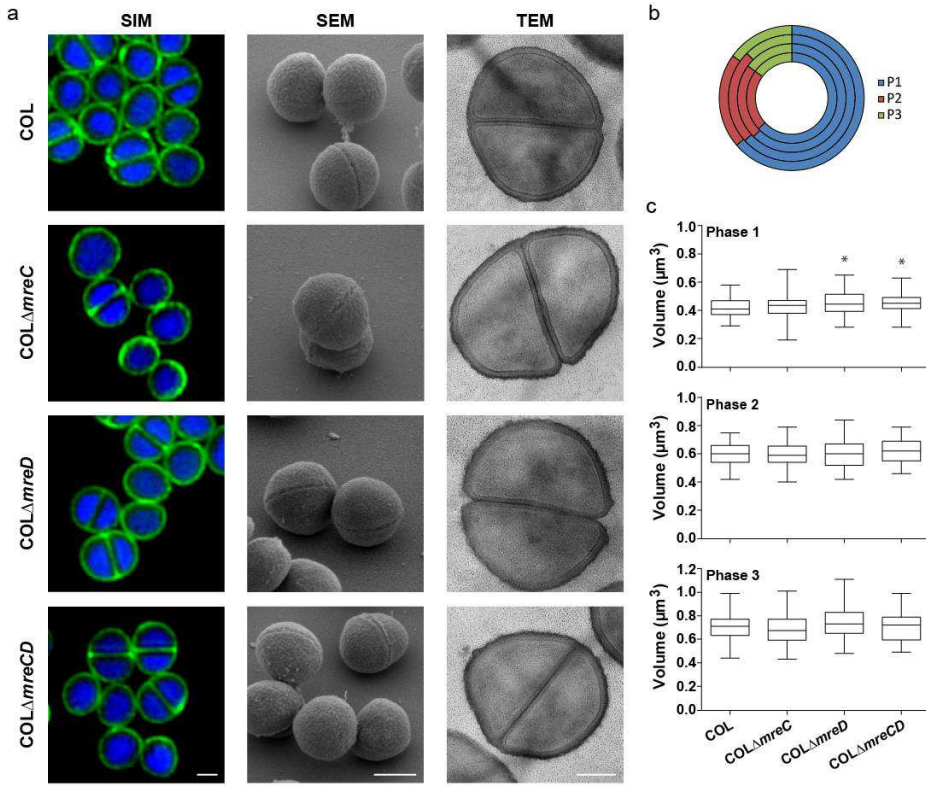 a
SIM SEM TEM
COL
COLΔmreC
COLΔmreD
COLΔmreCD
b
P1
P2
P3
c
Phase 1
Volume (µm³)
1.0
0.8
0.6
0.4
0.2
0.0
*
*
Phase 2
Volume (µm³)
1.0
0.8
0.6
0.4
0.2
0.0
Phase 3
Volume (µm³)
1.2
1.0
0.8
0.6
0.4
0.2
0.0
COL
COLΔmreC
COLΔmreD
COLΔmreCD